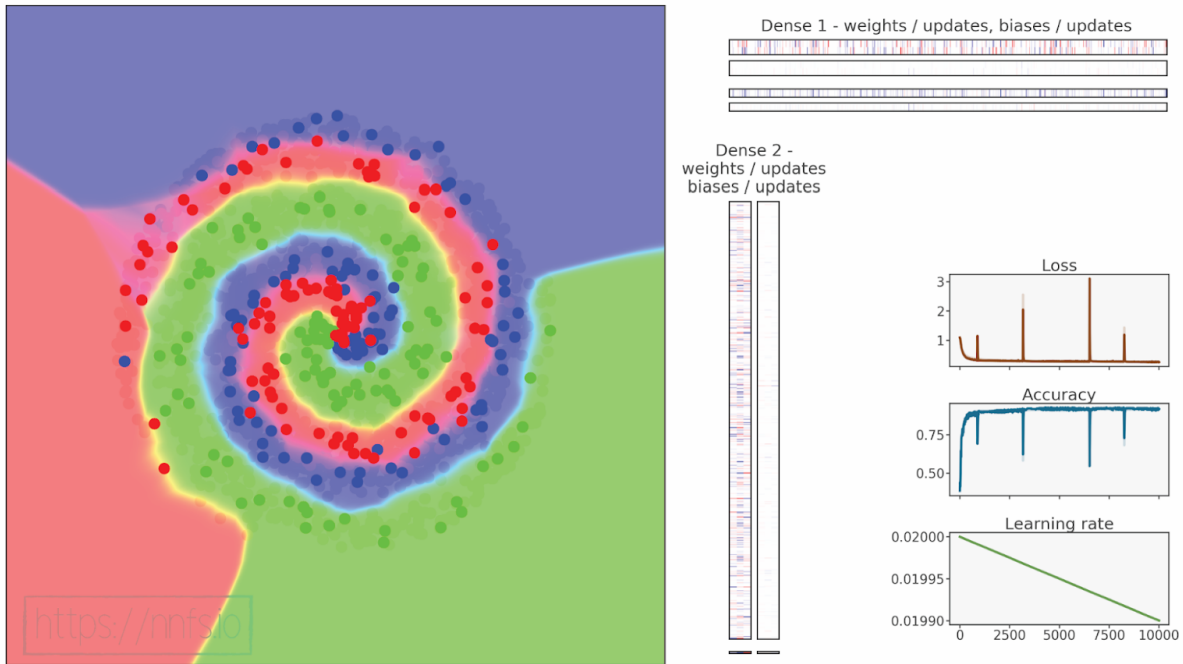 Dense 1 - weights / updates, biases / updates
Dense 2 -
weights / updates
biases / updates
Loss
3
2
1
Accuracy
0.75
0.50
Learning rate
0.02000
0.01995
0.01990
0
2500
5000
7500
10000
https://nnfs.io